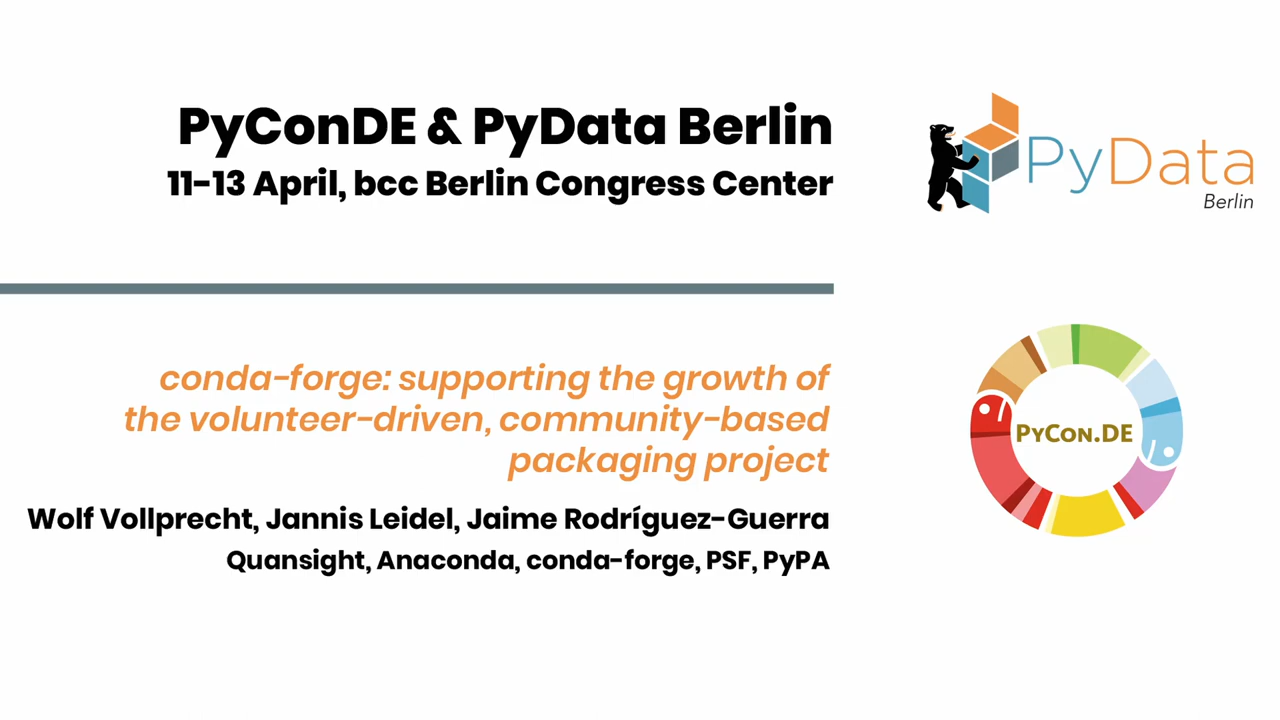 PyConDE & PyData Berlin
11-13 April, bcc Berlin Congress Center
PyData
Berlin
conda-forge: supporting the growth of
the volunteer-driven, community-based
packaging project
Wolf Vollprecht, Jannis Leidel, Jaime Rodríguez-Guerra
Quansight, Anaconda, conda-forge, PSF, PyPA
PyCon.DE